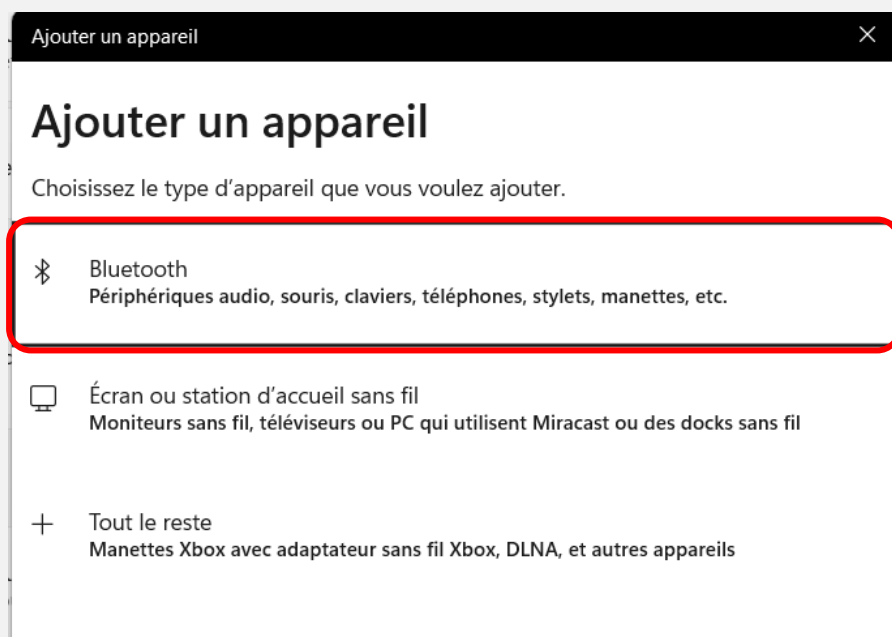 Ajouter un appareil
Ajouter un appareil
Choisissez le type d’appareil que vous voulez ajouter.
Bluetooth
Périphériques audio, souris, claviers, téléphones, stylets, manettes, etc.
Écran ou station d’accueil sans fil
Moniteurs sans fil, téléviseurs ou PC qui utilisent Miracast ou des docks sans fil
Tout le reste
Manettes Xbox avec adaptateur sans fil Xbox, DLNA, et autres appareils